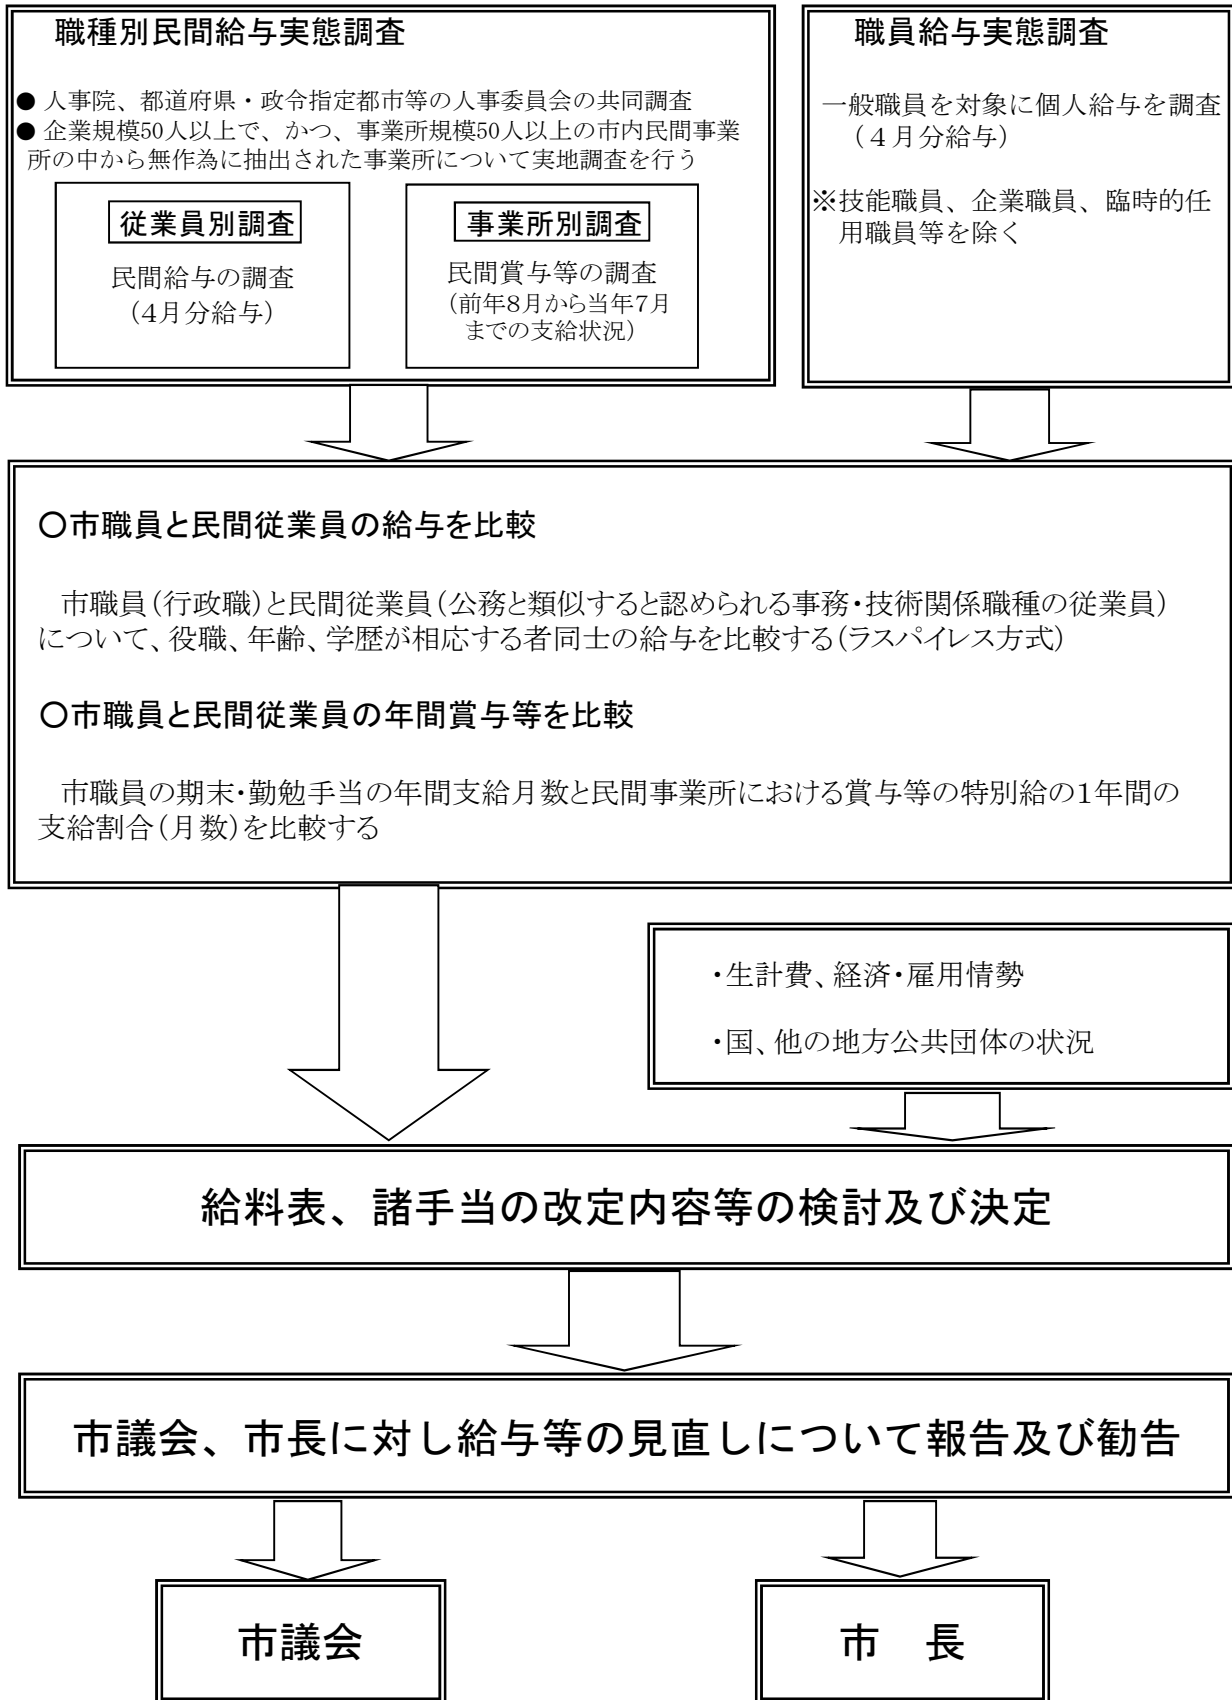 職種別民間給与実態調査
● 人事院、都道府県・政令指定都市等の人事委員会の共同調査
● 企業規模50人以上で、かつ、事業所規模50人以上の市内民間事業
所の中から無作為に抽出された事業所について実地調査を行う
従業員別調査
民間給与の調査
(4月分給与)
事業所別調査
民間賞与等の調査
(前年8月から当年7月
までの支給状況)
職員給与実態調査
一般職員を対象に個人給与を調査
(４月分給与)
※技能職員、企業職員、臨時的任
用職員等を除く
〇市職員と民間従業員の給与を比較
市職員(行政職)と民間従業員(公務と類似すると認められる事務・技術関係職種の従業員)
について、役職、年齢、学歴が相応する者同士の給与を比較する(ラスパイレス方式)
〇市職員と民間従業員の年間賞与等を比較
市職員の期末・勤勉手当の年間支給月数と民間事業所における賞与等の特別給の1年間の
支給割合(月数)を比較する
・生計費、経済・雇用情勢
・国、他の地方公共団体の状況
給料表、諸手当の改定内容等の検討及び決定
市議会、市長に対し給与等の見直しについて報告及び勧告
市議会
市　長